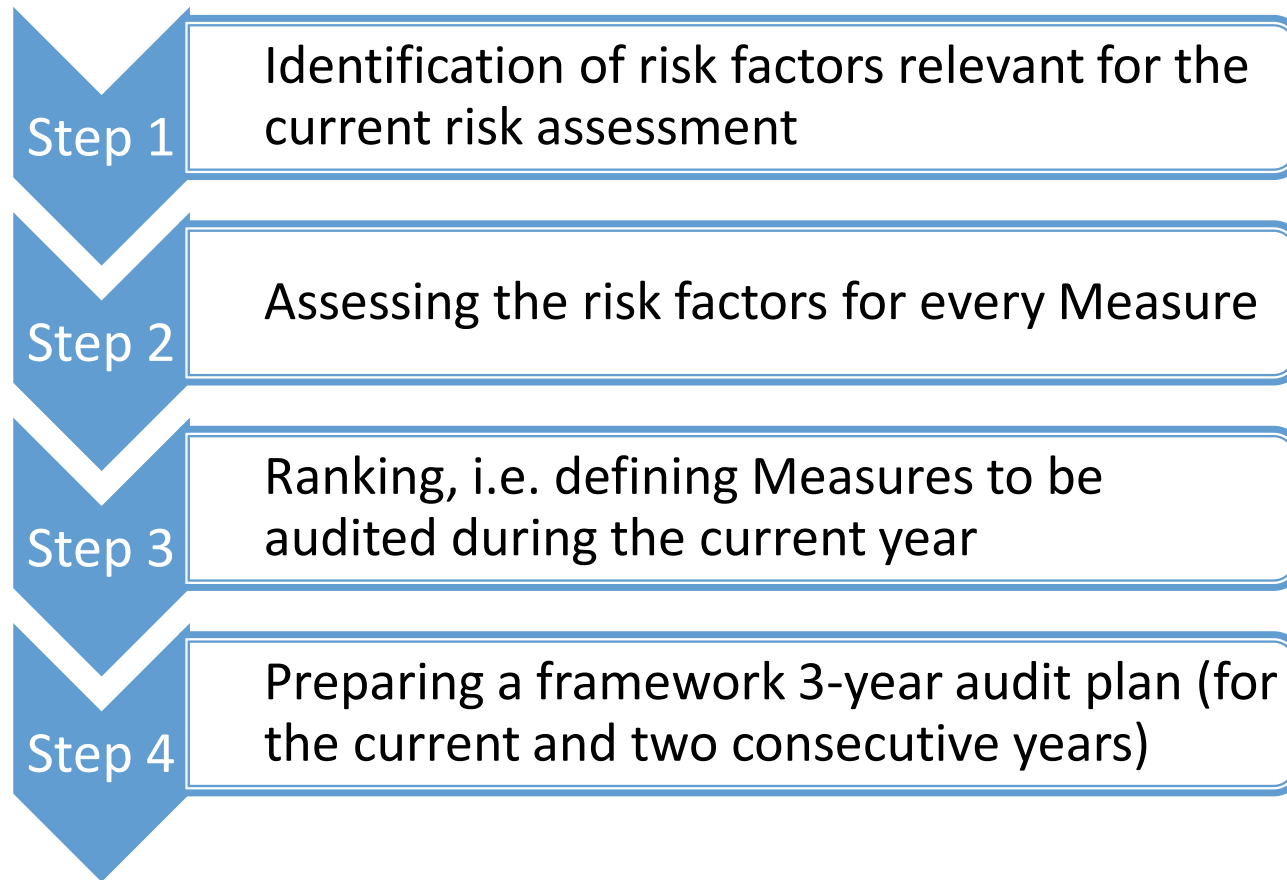 Step 1
Identification of risk factors relevant for the
current risk assessment
Step 2
Assessing the risk factors for every Measure
Step 3
Ranking, i.e. defining Measures to be
audited during the current year
Step 4
Preparing a framework 3-year audit plan (for
the current and two consecutive years)